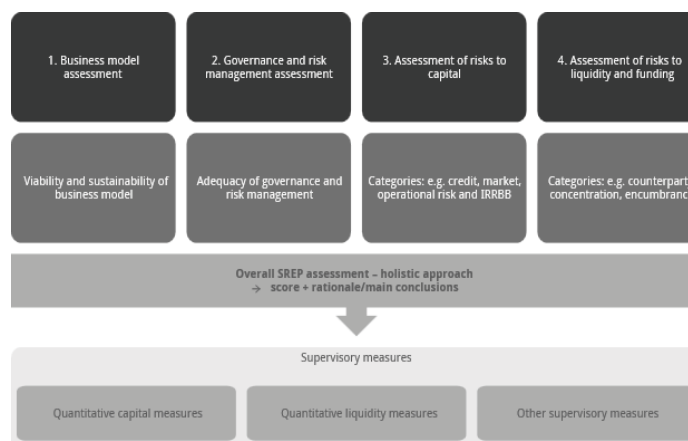 1. Business model
assessment
2. Governance and risk
management assessment
3. Assessment of risks to
capital
4. Assessment of risks to
liquidity and funding
Viability and sustainability of
business model
Adequacy of governance and
risk management
Categories: e.g. credit, market,
operational risk and IRRBB
Categories: e.g.
concentration,
Overall SREP assessment – holistic approach
→ score + rationale/main conclusions
Supervisory measures
Quantitative capital measures
Quantitative liquidity measures
Other supervisory measures